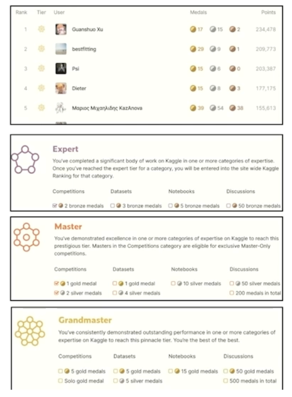 Rank Tier User Medals Points
1 Guanshuo Xu 17 15 2 234,478
2 bestfitting 28 9 1 209,773
3 Psi 15 6 0 203,367
4 Dieter 15 6 3 177,175
5 Μαριος Μιχαηλιδης KazAnova 39 54 38
Expert
You've completed a significant body of work on Kaggle in one or more categories of expertise.
Once you've reached the expert tier for a category, you will be entered into the site wide Kaggle
Ranking for that category.
Competitions Datasets Notebooks Discussions
2 bronze medals 3 bronze medals 5 bronze medals 50 bronze medals
Master
You've demonstrated excellence in one or more categories of expertise on Kaggle to reach this
prestigious tier. Masters in the Competitions category are eligible for exclusive Master-Only
competitions.
Competitions Datasets Notebooks Discussions
1 gold medal 1 gold medal 10 silver medals 50 silver medals
2 silver medals 4 silver medals 200 medals in total
Grandmaster
You've consistently demonstrated outstanding performance in one or more categories of
expertise on Kaggle to reach this pinnacle tier. You're the best of the best.
Competitions Datasets Notebooks Discussions
5 gold medals 5 gold medals 15 gold medals 50 gold medals
Solo gold medal 5 silver medals 500 medals in total